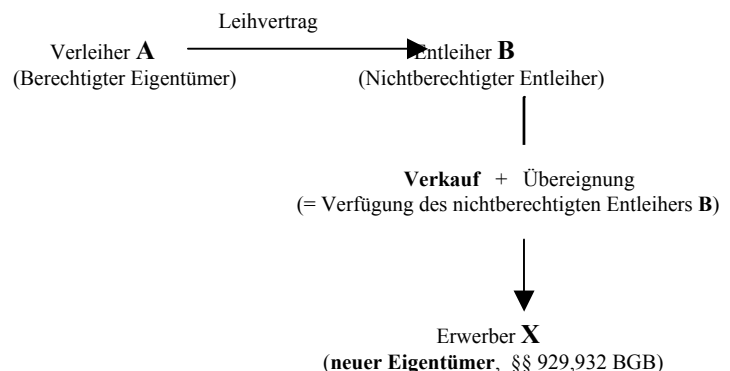 Leihvertrag
Verleiher A
Entleiher B
(Berechtigter Eigentümer)
(Nichtberechtigter Entleiher)
Verkauf + Übereignung
(= Verfügung des nichtberechtigten Entleihers B)
Erwerber X
(neuer Eigentümer, §§ 929,932 BGB)